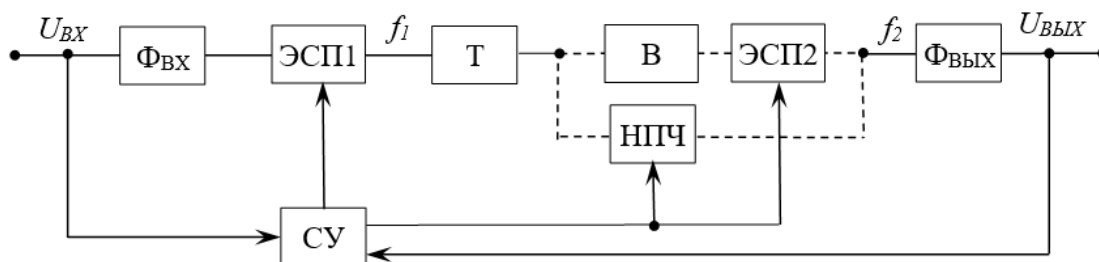 U_ВХ f_1 f_2 U_ВЫХ
Ф_ВХ ЭСП1 Т В ЭСП2 Ф_ВЫХ
НПЧ
СУ